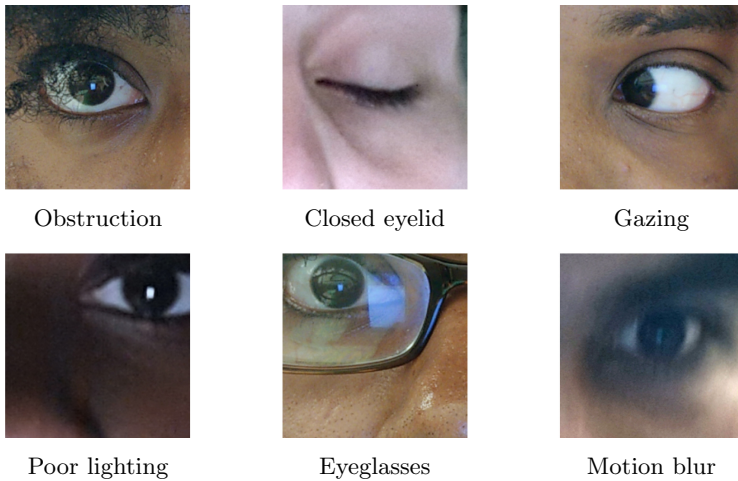 Obstruction
Closed eyelid
Gazing
Poor lighting
Eyeglasses
Motion blur